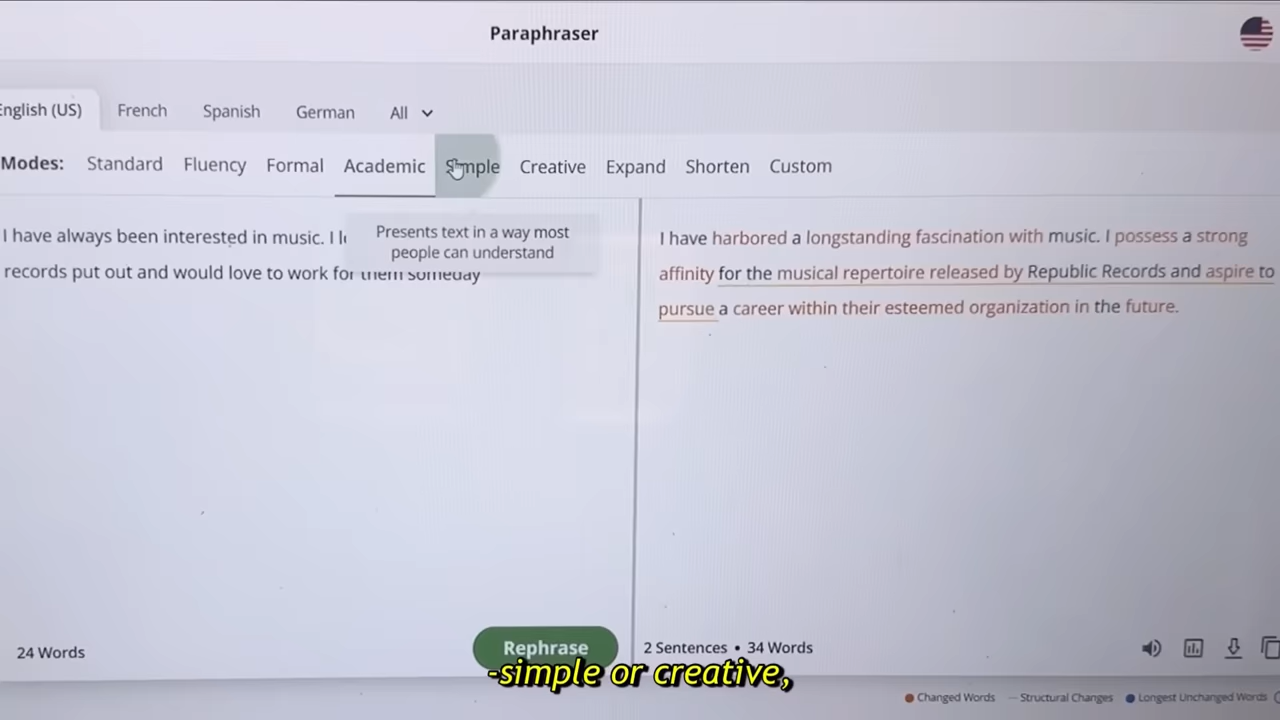 Paraphraser
English (US) French Spanish German All
Modes: Standard Fluency Formal Academic Simple Creative Expand Shorten Custom
Presents text in a way most
people can understand
I have always been interested in music. I
records put out and would love to work for them someday
I have harbored a longstanding fascination with music. I possess a strong
affinity for the musical repertoire released by Republic Records and aspire to
pursue a career within their esteemed organization in the future.
24 Words
Rephrase
2 Sentences • 34 Words
-simple or creative,
Changed Words Structural Changes Longest Unchanged Words